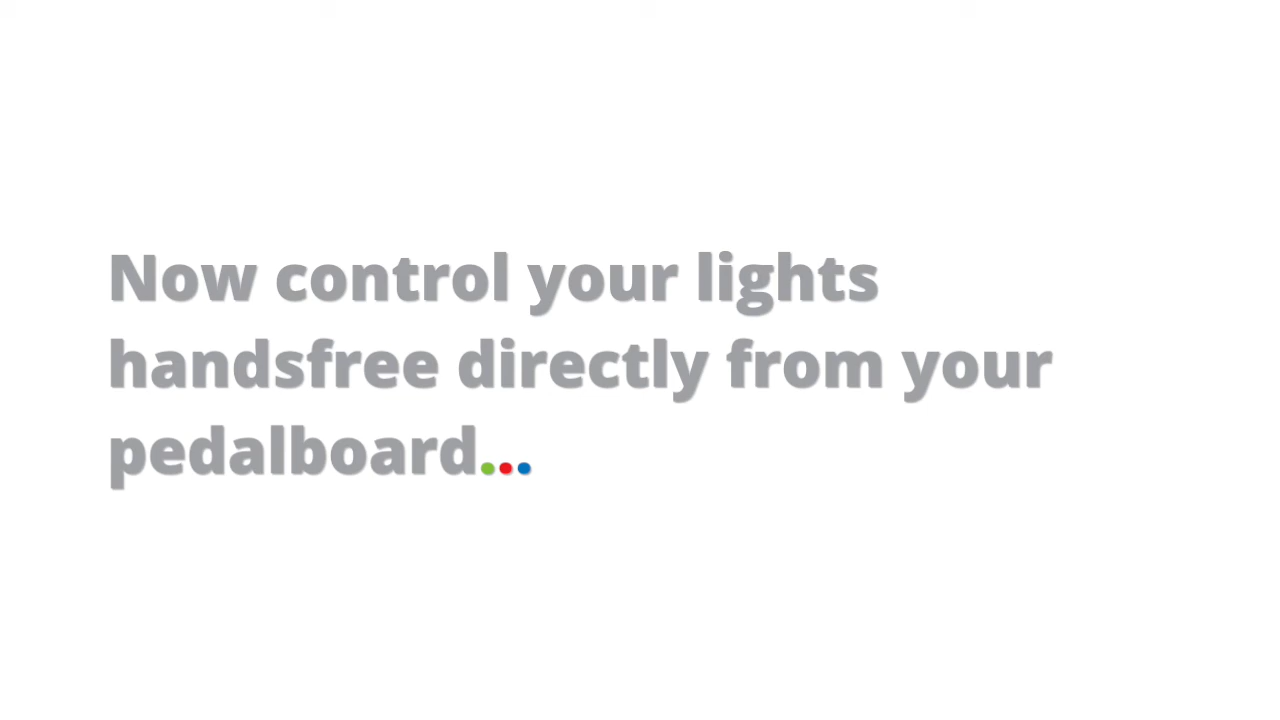 Now control your lights
handsfree directly from your
pedalboard...